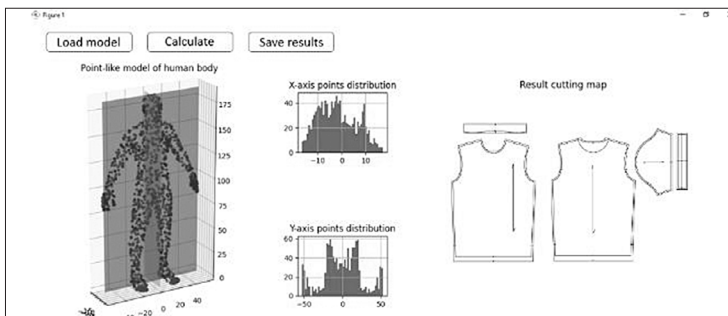 Figure 1
Load model
Calculate
Save results
Point-like model of human body
175
150
125
100
75
50
25
0
-20 0 20 40
X-axis points distribution
40
20
0
-10 0 10
Y-axis points distribution
60
40
20
0
-50 0 50
Result cutting map